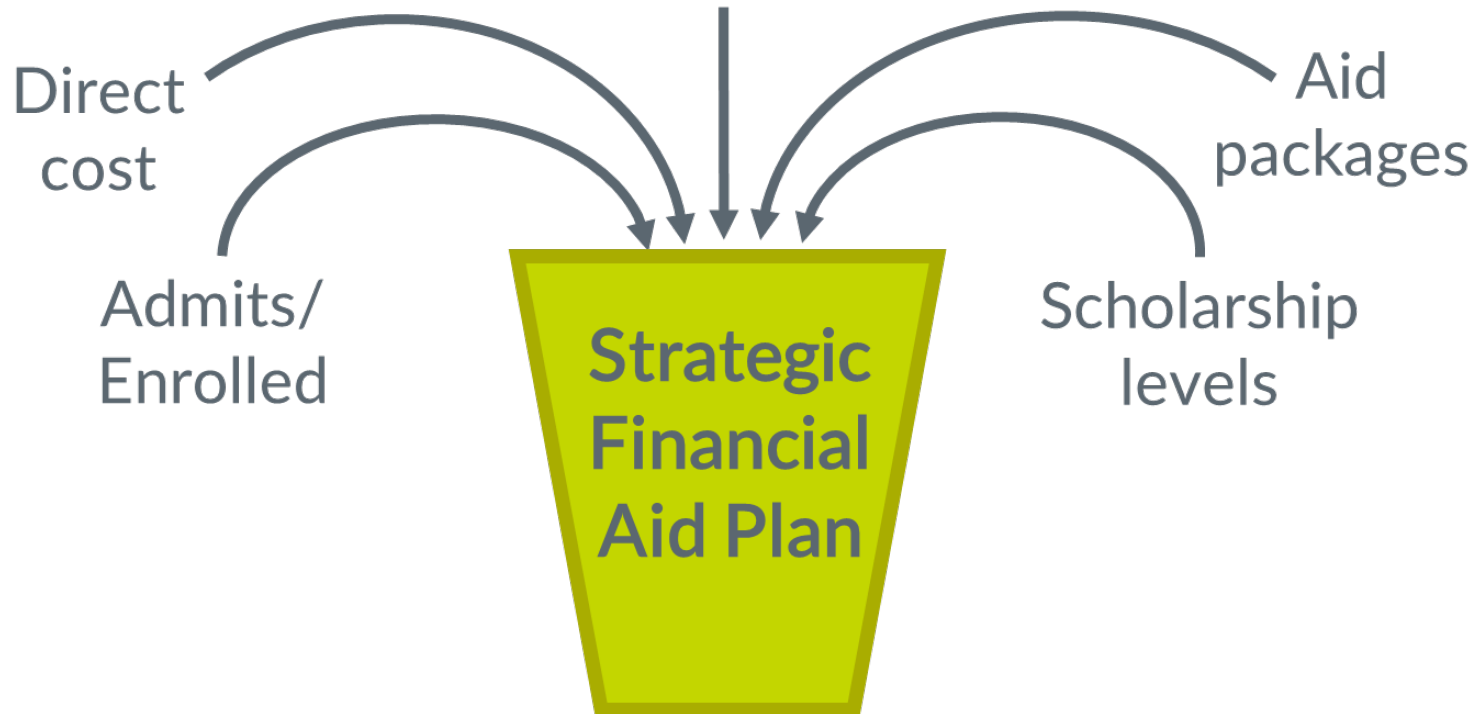 Direct
cost
Admits/
Enrolled
Strategic
Financial
Aid Plan
Aid
packages
Scholarship
levels